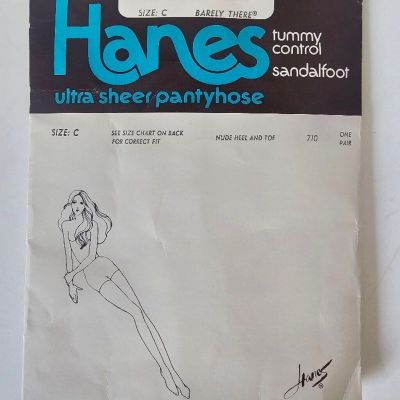 SIZE: C BARELY THERE®
Hanes
tummy
control
sandalfoot
ultra sheer pantyhose
SIZE: C
SEE SIZE CHART ON BACK
FOR CORRECT FIT
NUDE HEEL AND TOE
710
ONE
PAIR
Hanes
®